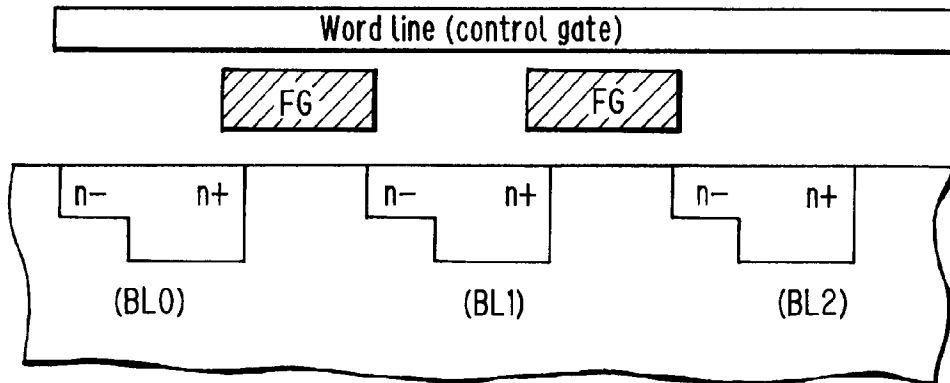 Word line (control gate)
FG FG
n- n+ n- n+ n- n+
(BL0) (BL1) (BL2)